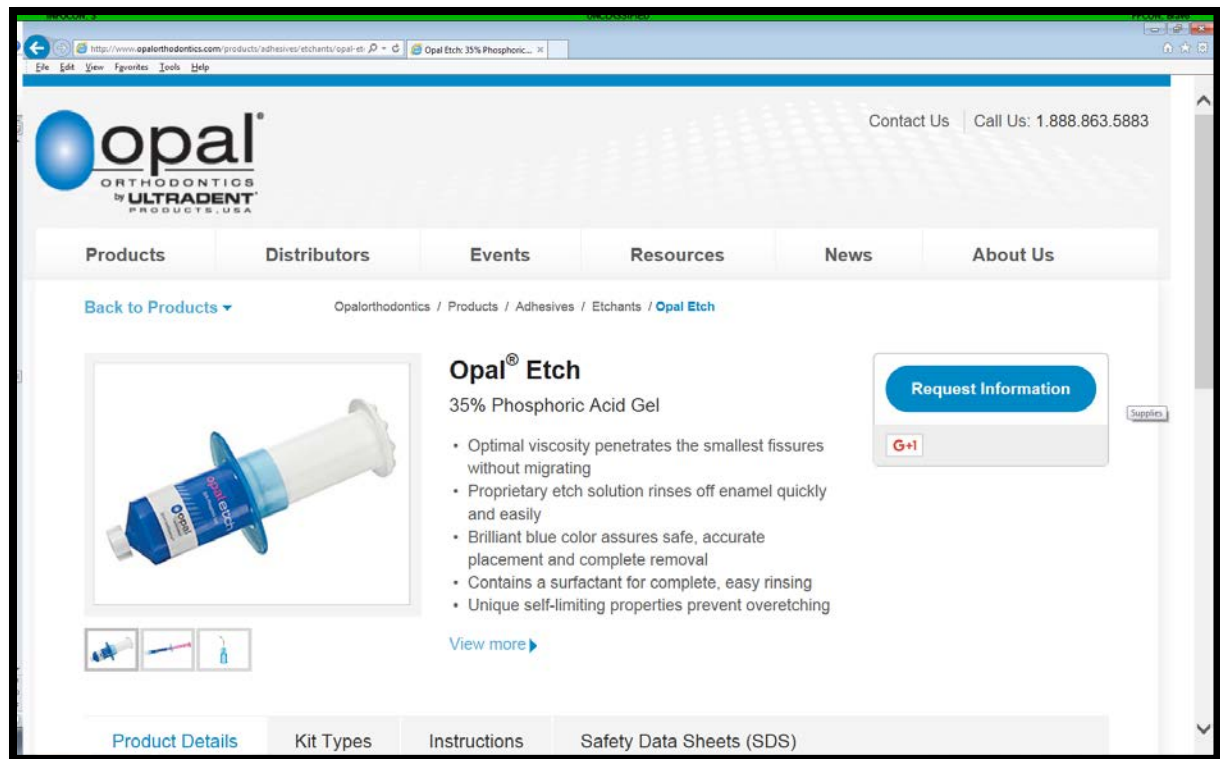 INFOCON: 3 UNCLASSIFIED FPCON: Bravo
http://www.opalorthodontics.com/products/adhesives/etchants/opal-et
Opal Etch: 35% Phosphoric... ×
File Edit View Favorites Tools Help
opal®
ORTHODONTICS
by ULTRADENT
PRODUCTS, USA
Contact Us Call Us: 1.888.863.5883
Products Distributors Events Resources News About Us
Back to Products Opalorthodontics / Products / Adhesives / Etchants / Opal Etch
Opal® Etch
35% Phosphoric Acid Gel
• Optimal viscosity penetrates the smallest fissures
without migrating
• Proprietary etch solution rinses off enamel quickly
and easily
• Brilliant blue color assures safe, accurate
placement and complete removal
• Contains a surfactant for complete, easy rinsing
• Unique self-limiting properties prevent overetching
View more
Request Information
G+1
Supplies
opal etch
opal
Product Details Kit Types Instructions Safety Data Sheets (SDS)